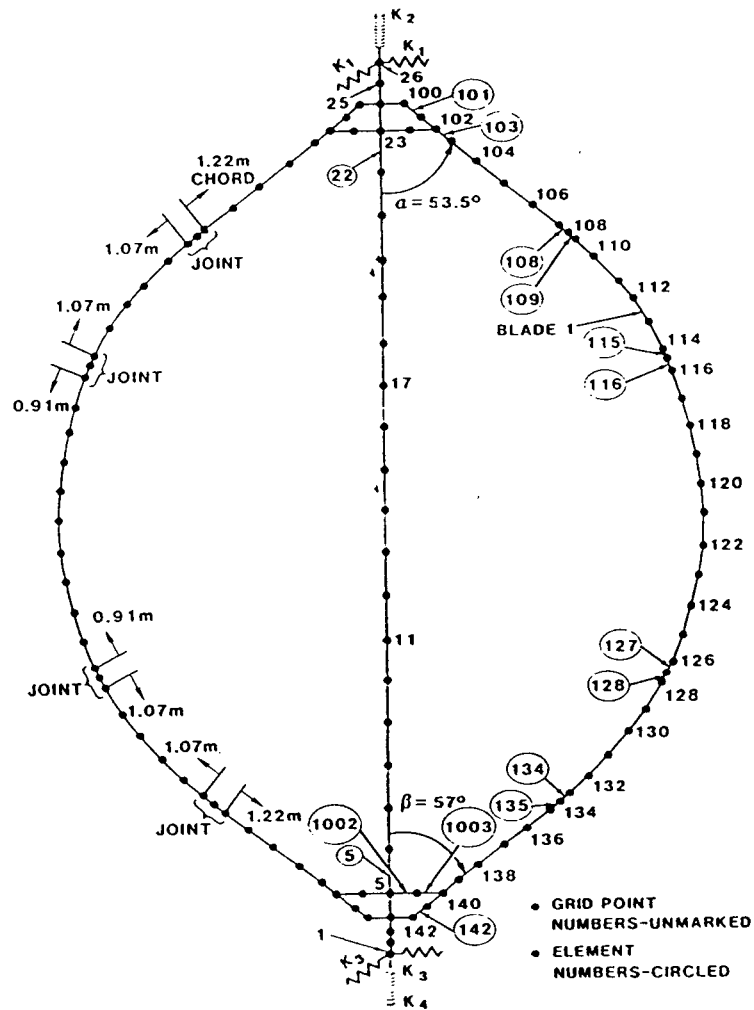 K2
K1
K1
26
25
100
101
102
103
23
104
22
1.22m
CHORD
α = 53.5°
106
1.07m
108
JOINT
108
110
109
112
1.07m
BLADE 1
114
115
116
JOINT
116
17
0.91m
118
120
122
124
11
0.91m
127
126
128
128
JOINT
1.07m
130
1.07m
134
132
β = 57°
135
134
1.22m
JOINT
1002
1003
136
5
138
5
140
• GRID POINT
NUMBERS-UNMARKED
1
142
142
• ELEMENT
NUMBERS-CIRCLED
K3
K3
K4